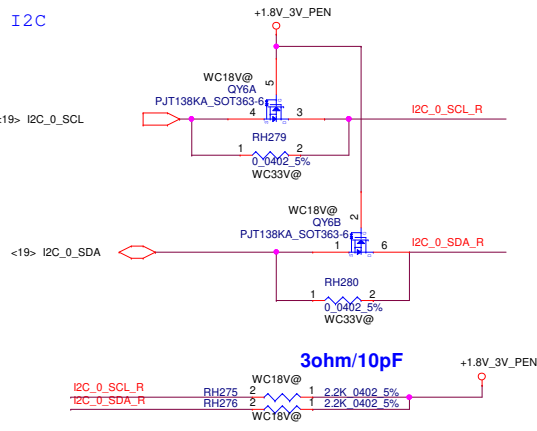 I2C
+1.8V_3V_PEN
WC18V@
QY6A
PJT138KA_SOT363-6
5
4
3
<19> I2C_0_SCL
I2C_0_SCL_R
RH279
1
2
0_0402_5%
WC33V@
WC18V@
QY6B
PJT138KA_SOT363-6
2
1
6
<19> I2C_0_SDA
I2C_0_SDA_R
RH280
1
2
0_0402_5%
WC33V@
3ohm/10pF
+1.8V_3V_PEN
WC18V@
I2C_0_SCL_R
RH275
2
1
2.2K_0402_5%
I2C_0_SDA_R
RH276
2
1
2.2K_0402_5%
WC18V@